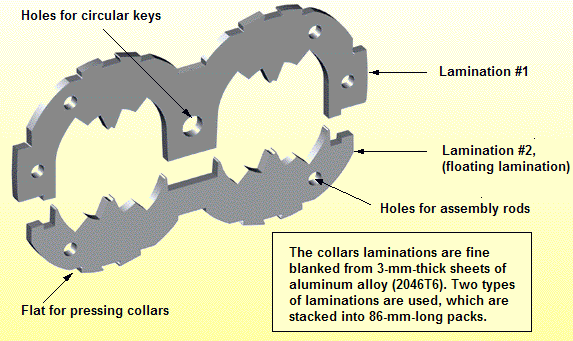 Holes for circular keys
Lamination #1
Lamination #2,
(floating lamination)
Holes for assembly rods
The collars laminations are fine
blanked from 3-mm-thick sheets of
aluminum alloy (2046T6). Two types
of laminations are used, which are
stacked into 86-mm-long packs.
Flat for pressing collars